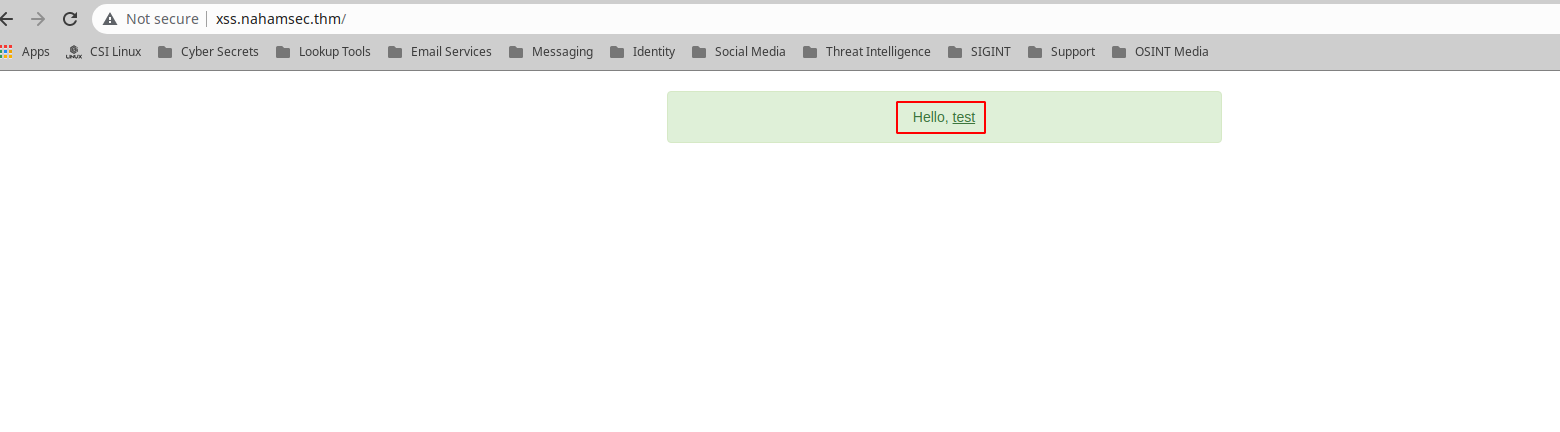 Not secure xss.nahamsec.thm/
Apps LINUX CSI Linux Cyber Secrets Lookup Tools Email Services Messaging Identity Social Media Threat Intelligence SIGINT Support OSINT Media
Hello, test